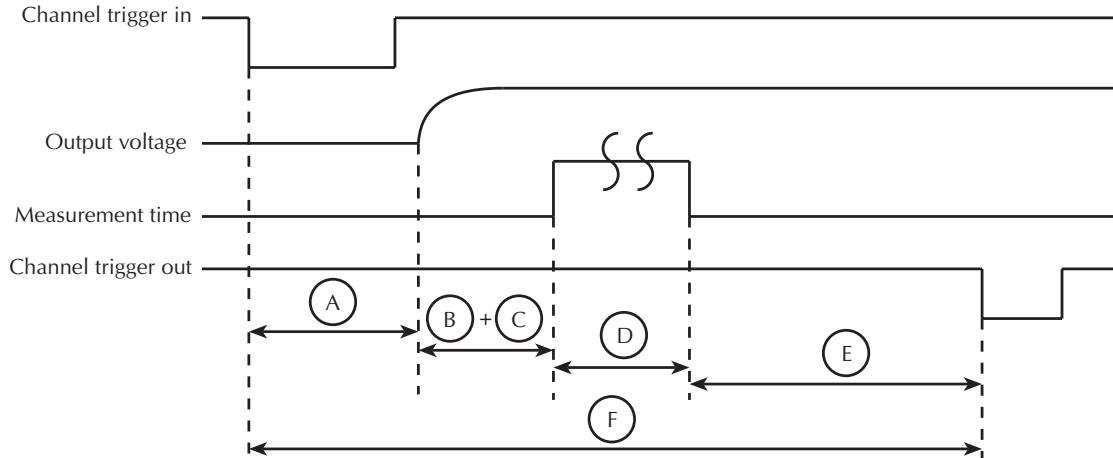 Channel trigger in
Output voltage
Measurement time
Channel trigger out
A
B + C
D
E
F